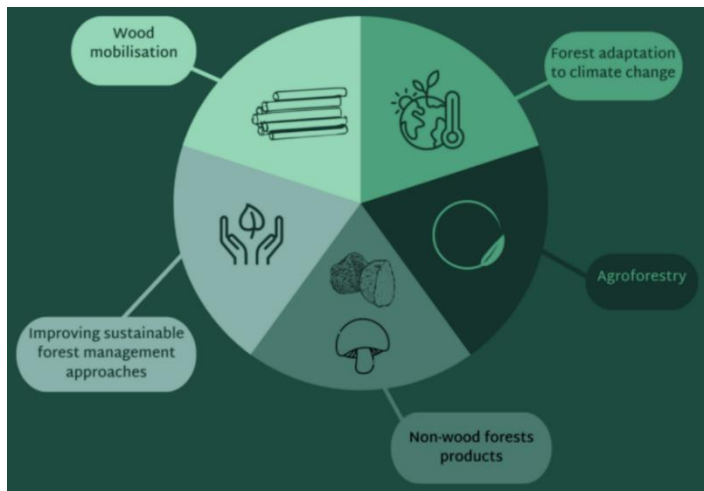 Wood
mobilisation
Forest adaptation
to climate change
Agroforestry
Improving sustainable
forest management
approaches
Non-wood forests
products